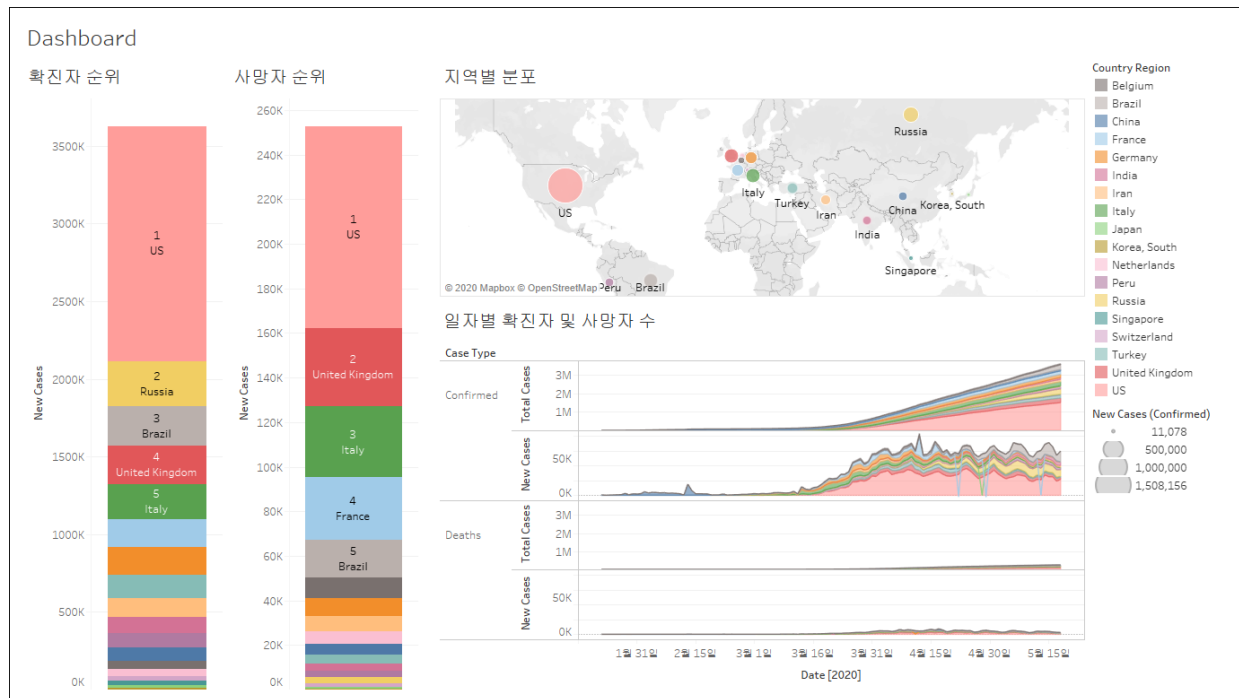 Dashboard
확진자 순위
사망자 순위
지역별 분포
New Cases
3500K
3000K
2500K
2000K
1500K
1000K
500K
0K
1
US
2
Russia
3
Brazil
4
United Kingdom
5
Italy
New Cases
260K
240K
220K
200K
180K
160K
140K
120K
100K
80K
60K
40K
20K
0K
1
US
2
United Kingdom
3
Italy
4
France
5
Brazil
Russia
US
Italy
Turkey
Iran
China
Korea, South
India
Singapore
Peru
Brazil
© 2020 Mapbox © OpenStreetMap
일자별 확진자 및 사망자 수
Case Type
Confirmed
Total Cases
3M
2M
1M
New Cases
50K
0K
Deaths
Total Cases
3M
2M
1M
New Cases
50K
0K
1월 31일
2월 15일
3월 1일
3월 16일
3월 31일
4월 15일
4월 30일
5월 15일
Date [2020]
Country Region
Belgium
Brazil
China
France
Germany
India
Iran
Italy
Japan
Korea, South
Netherlands
Peru
Russia
Singapore
Switzerland
Turkey
United Kingdom
US
New Cases (Confirmed)
11,078
500,000
1,000,000
1,508,156